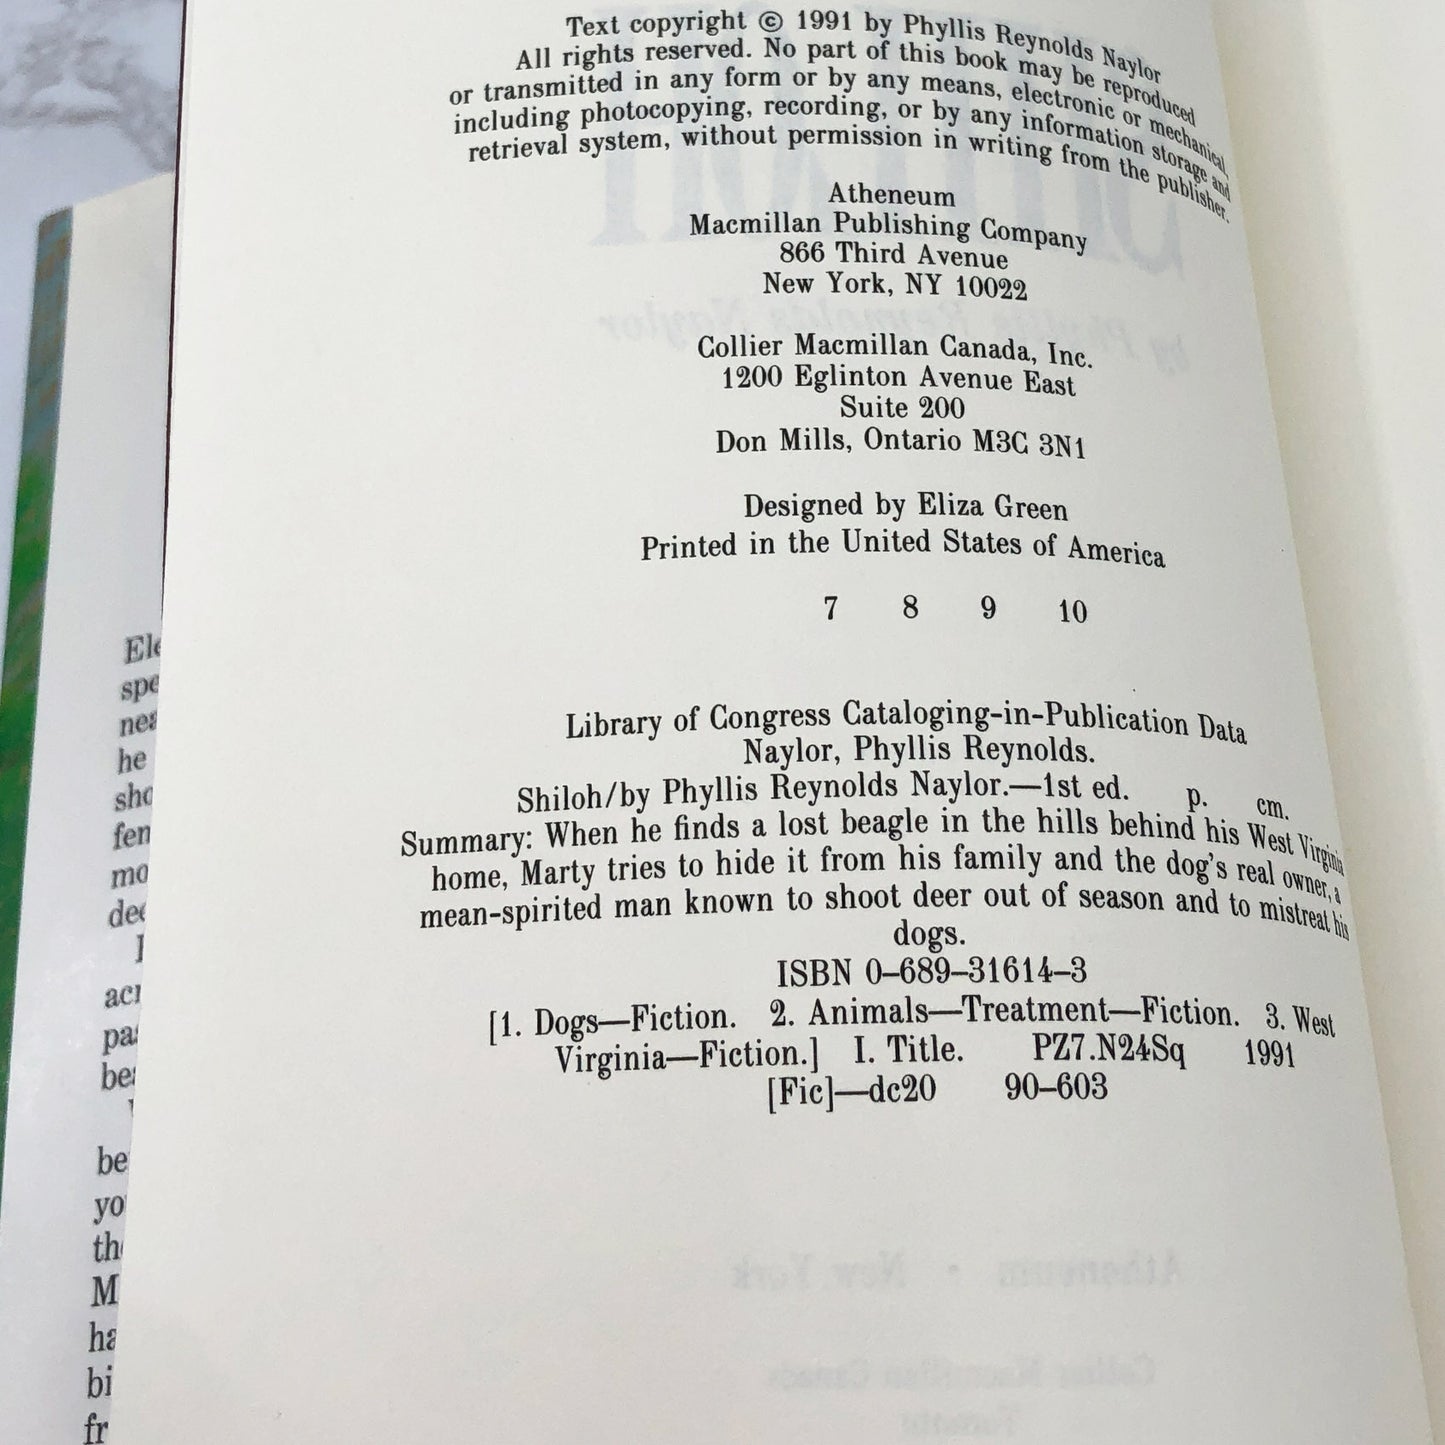 Text copyright © 1991 by Phyllis Reynolds Naylor
All rights reserved. No part of this book may be reproduced
or transmitted in any form or by any means, electronic or mechanical,
including photocopying, recording, or by any information storage and
retrieval system, without permission in writing from the publisher.
Atheneum
Macmillan Publishing Company
866 Third Avenue
New York, NY 10022
Collier Macmillan Canada, Inc.
1200 Eglinton Avenue East
Suite 200
Don Mills, Ontario M3C 3N1
Designed by Eliza Green
Printed in the United States of America
7 8 9 10
Library of Congress Cataloging-in-Publication Data
Naylor, Phyllis Reynolds.
Shiloh/by Phyllis Reynolds Naylor.—1st ed. p. cm.
Summary: When he finds a lost beagle in the hills behind his West Virginia
home, Marty tries to hide it from his family and the dog's real owner, a
mean-spirited man known to shoot deer out of season and to mistreat his
dogs.
ISBN 0–689–31614–3
[1. Dogs—Fiction. 2. Animals—Treatment—Fiction. 3. West
Virginia—Fiction.] I. Title. PZ7.N24Sq 1991
[Fic]—dc20 90–603
he